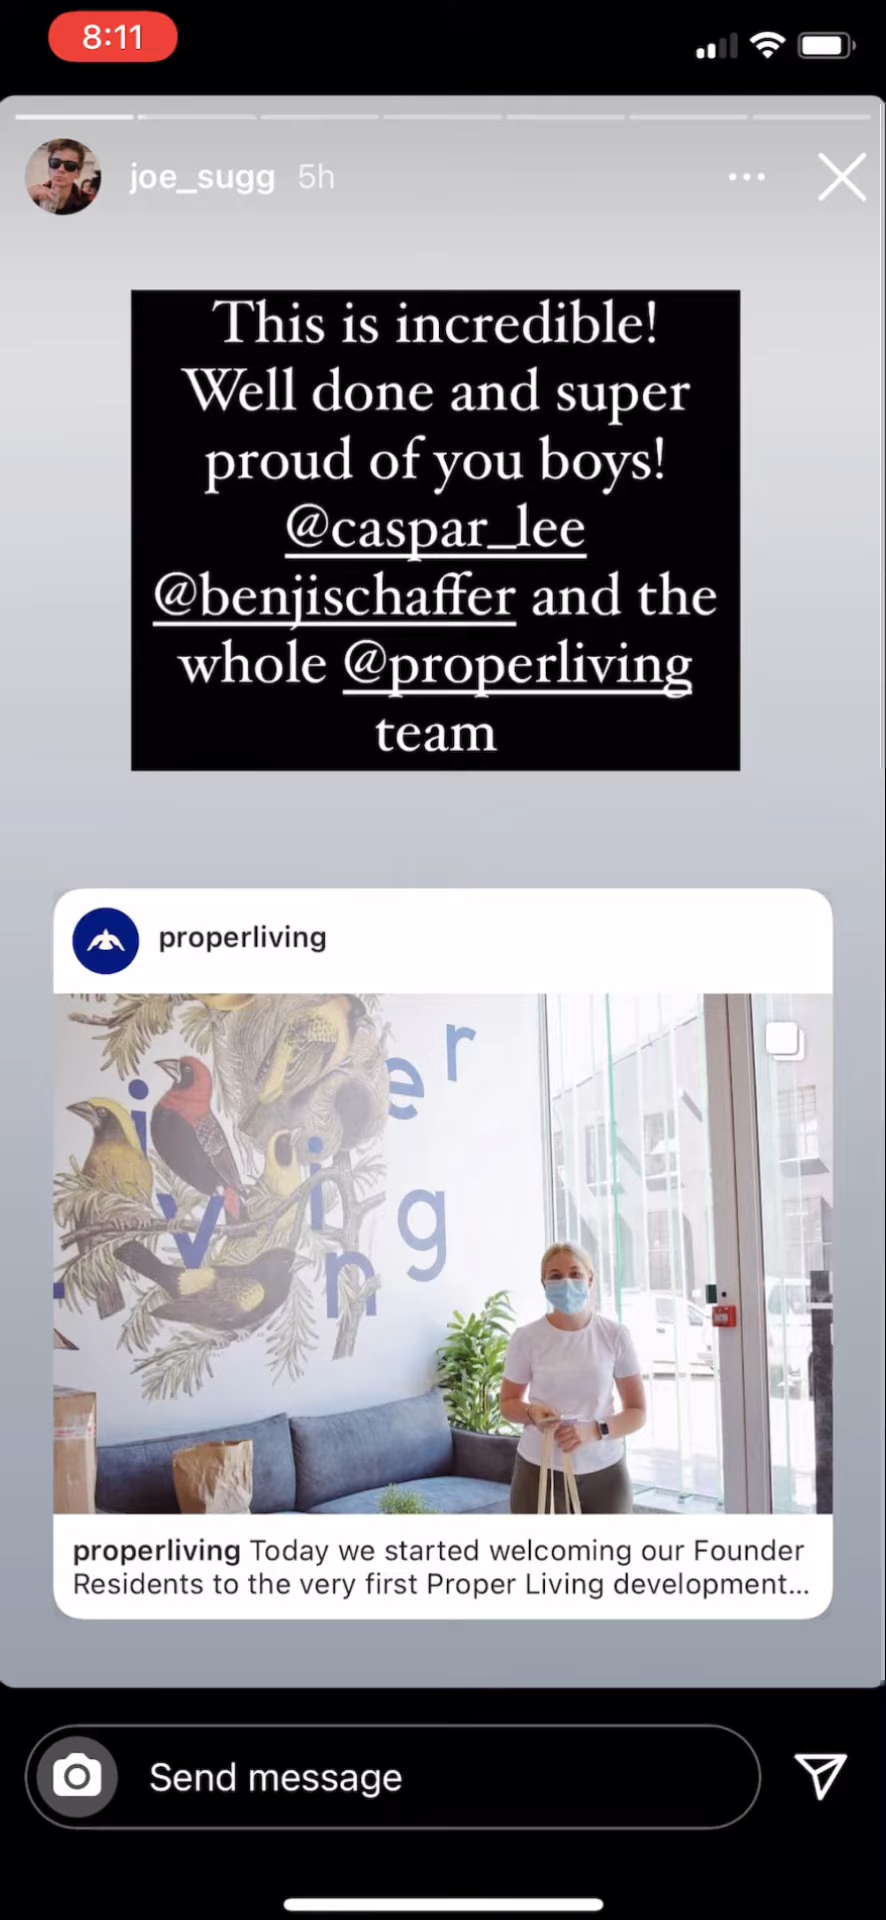 8:11
joe_sugg 5h
This is incredible!
Well done and super
proud of you boys!
@caspar_lee
@benjischaffer and the
whole @properliving
team
properliving
er
iving
properliving Today we started welcoming our Founder
Residents to the very first Proper Living development...
Send message